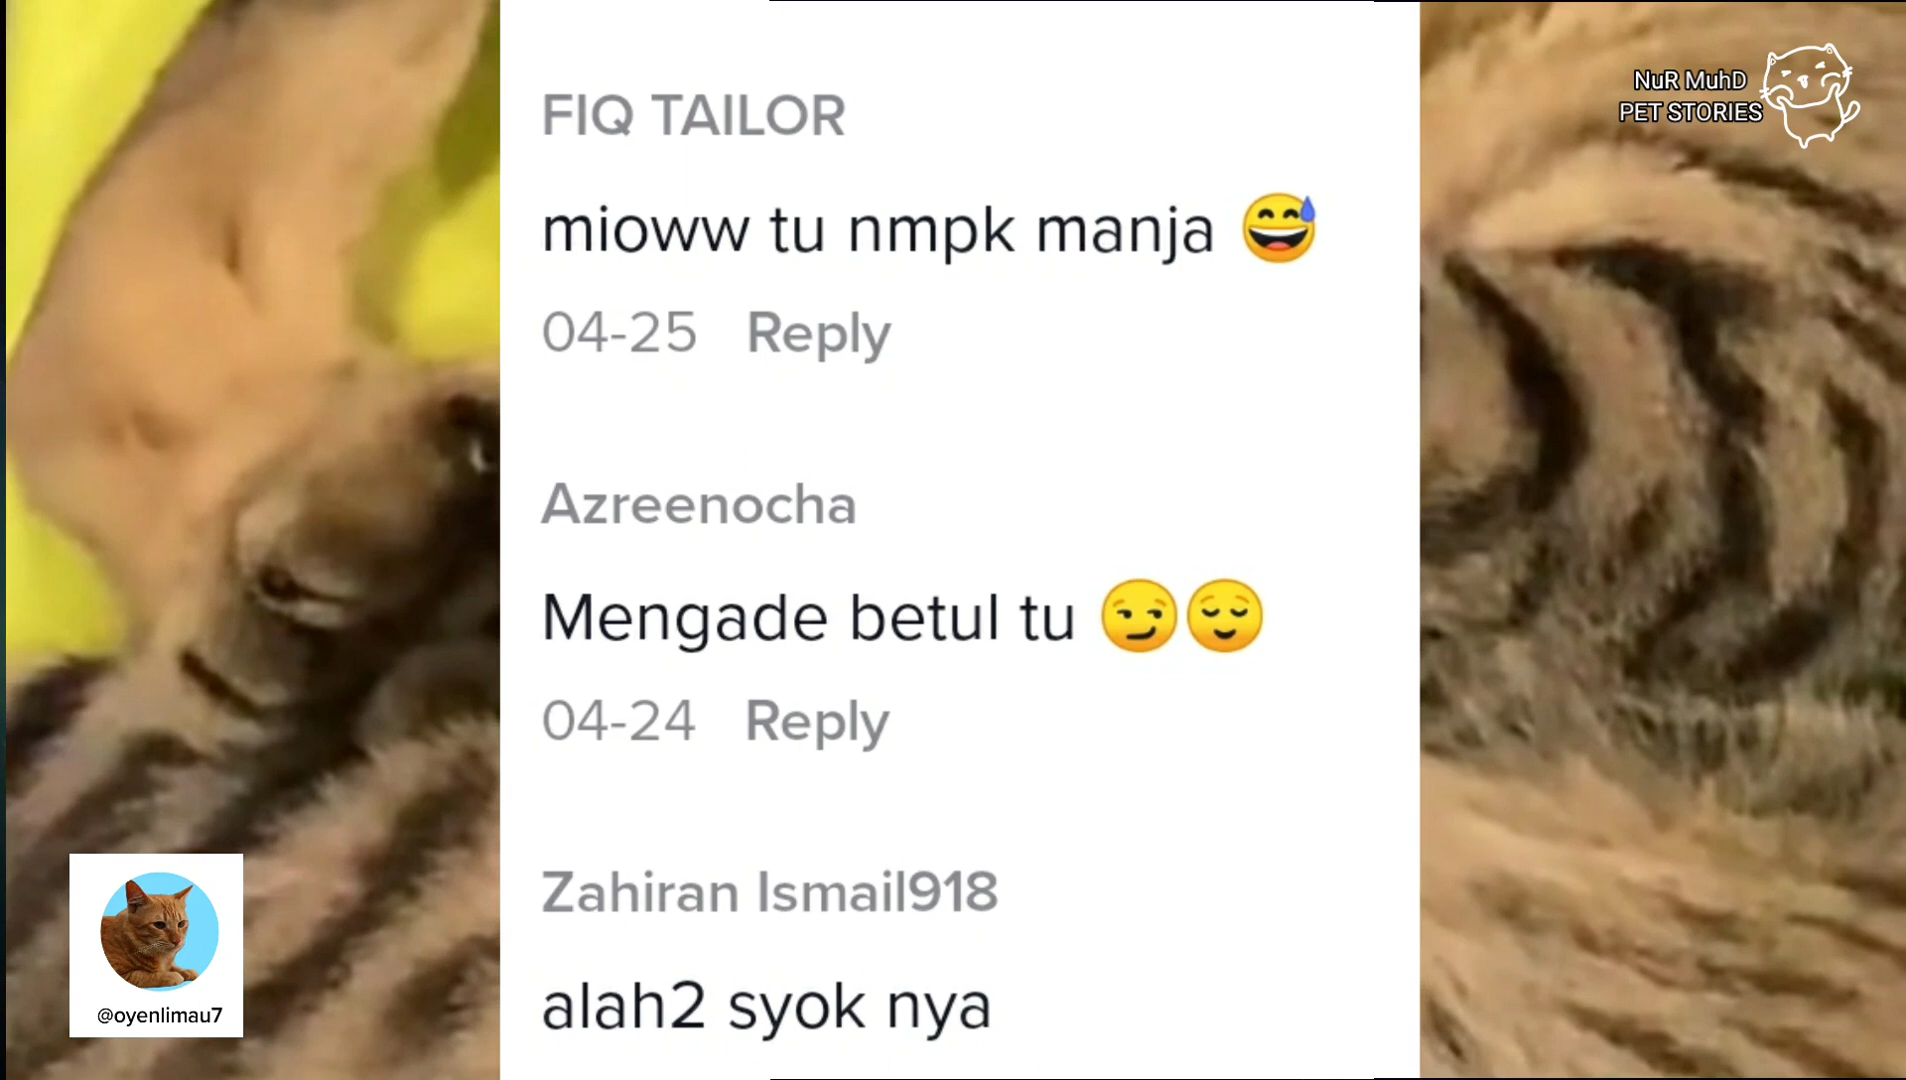 FIQ TAILOR
mioww tu nmpk manja 😅
04-25 Reply
Azreenocha
Mengade betul tu 😏😌
04-24 Reply
Zahiran Ismail918
alah2 syok nya
NuR MuhD
PET STORIES
@oyenlimau7